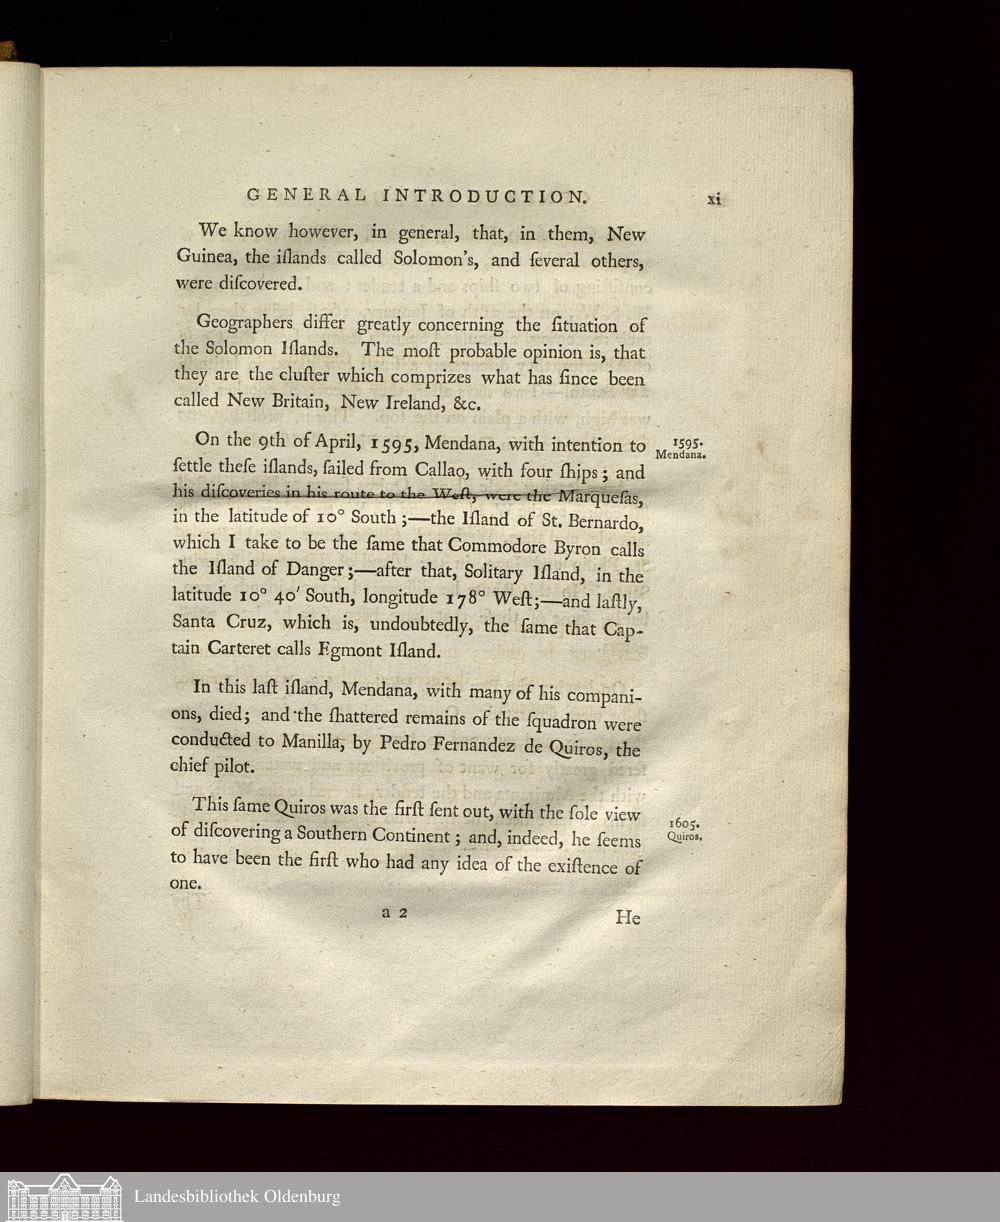 GENERAL INTRODUCTION. xi
We know however, in general, that, in them, New
Guinea, the iſlands called Solomon's, and ſeveral others,
were diſcovered.
Geographers differ greatly concerning the ſituation of
the Solomon Iſlands. The moſt probable opinion is, that
they are the cluſter which comprizes what has ſince been
called New Britain, New Ireland, &c.
On the 9th of April, 1595, Mendana, with intention to
1595.
Mendana.
ſettle theſe iſlands, ſailed from Callao, with four ſhips; and
his diſcoveries in his route to the Weſt, were the Marqueſas,
in the latitude of 10° South;—the Iſland of St. Bernardo,
which I take to be the ſame that Commodore Byron calls
the Iſland of Danger;—after that, Solitary Iſland, in the
latitude 10° 40′ South, longitude 178° Weſt;—and laſtly,
Santa Cruz, which is, undoubtedly, the ſame that Cap-
tain Carteret calls Egmont Iſland.
In this laſt iſland, Mendana, with many of his compani-
ons, died; and the ſhattered remains of the ſquadron were
conducted to Manilla, by Pedro Fernandez de Quiros, the
chief pilot.
This ſame Quiros was the firſt ſent out, with the ſole view
1605.
Quiros.
of diſcovering a Southern Continent; and, indeed, he ſeems
to have been the firſt who had any idea of the exiſtence of
one.
a 2 He
Landesbibliothek Oldenburg